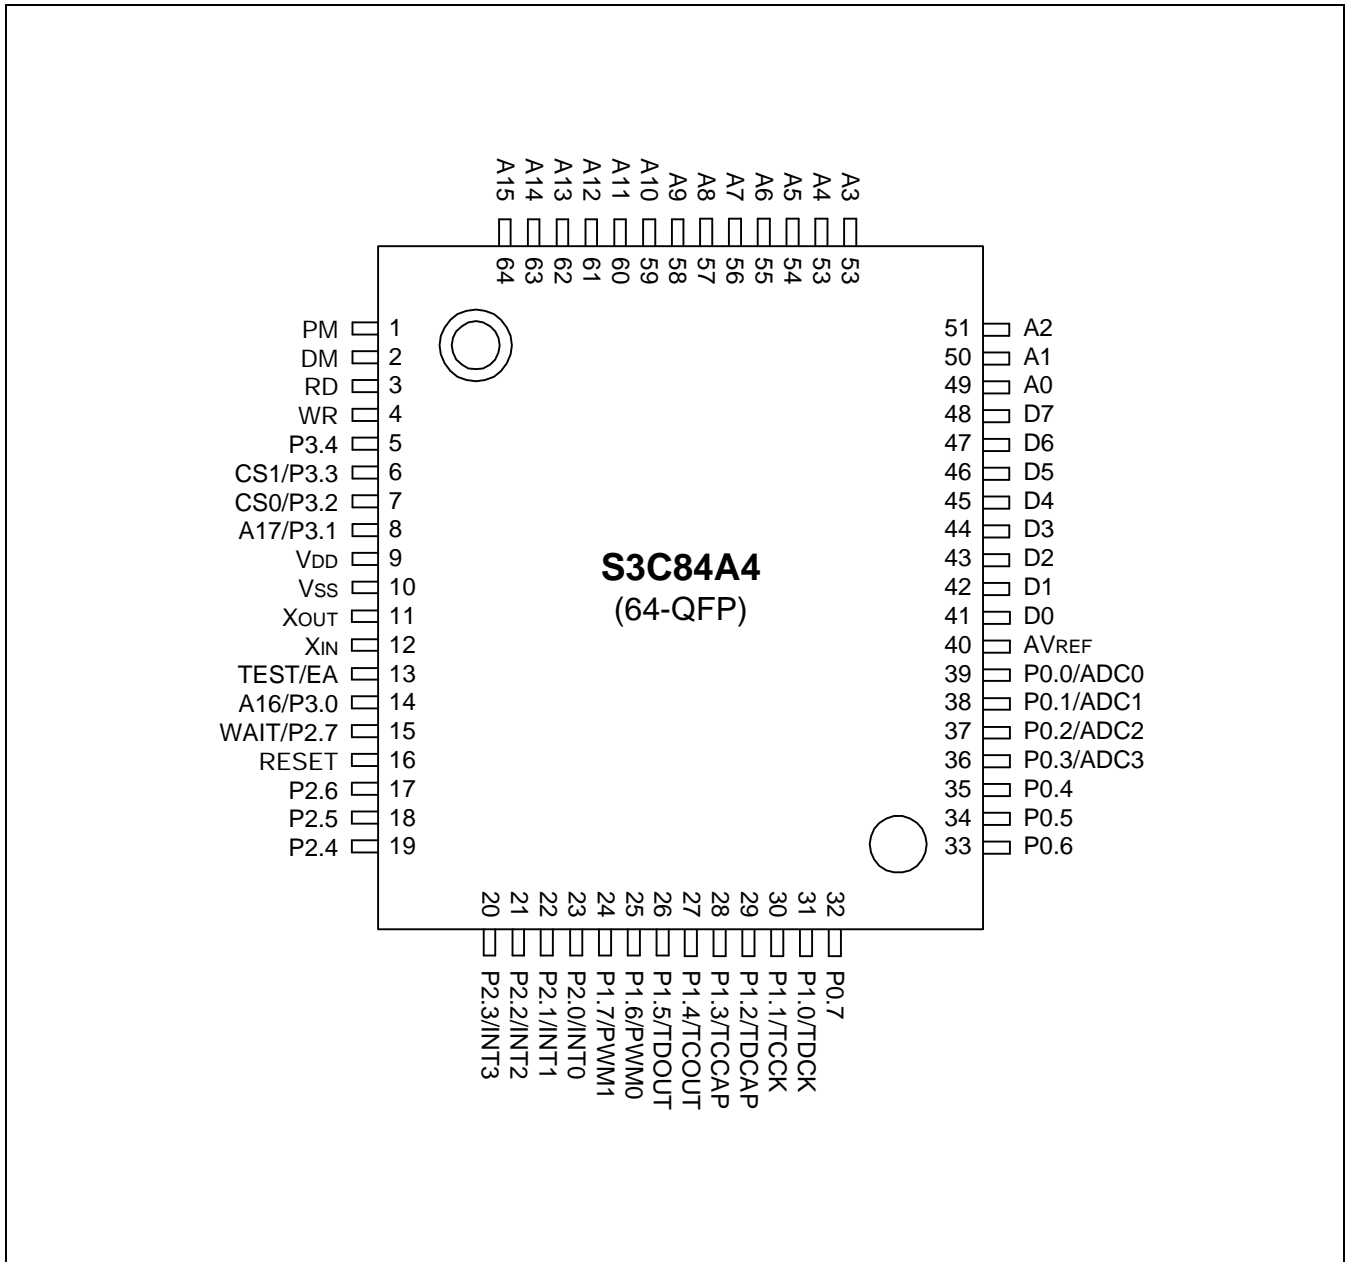 A15 A14 A13 A12 A11 A10 A9 A8 A7 A6 A5 A4 A3
64 63 62 61 60 59 58 57 56 55 54 53 53
PM 1 51 A2
DM 2 50 A1
RD 3 49 A0
WR 4 48 D7
P3.4 5 47 D6
CS1/P3.3 6 46 D5
CS0/P3.2 7 45 D4
A17/P3.1 8 44 D3
VDD 9 43 D2
VSS 10 42 D1
XOUT 11 41 D0
XIN 12 40 AVREF
TEST/EA 13 39 P0.0/ADC0
A16/P3.0 14 38 P0.1/ADC1
WAIT/P2.7 15 37 P0.2/ADC2
RESET 16 36 P0.3/ADC3
P2.6 17 35 P0.4
P2.5 18 34 P0.5
P2.4 19 33 P0.6
S3C84A4
(64-QFP)
20 21 22 23 24 25 26 27 28 29 30 31 32
P2.3/INT3 P2.2/INT2 P2.1/INT1 P2.0/INT0 P1.7/PWM1 P1.6/PWM0 P1.5/TDOUT P1.4/TCOUT P1.3/TCCAP P1.2/TDCAP P1.1/TCCK P1.0/TDCK P0.7